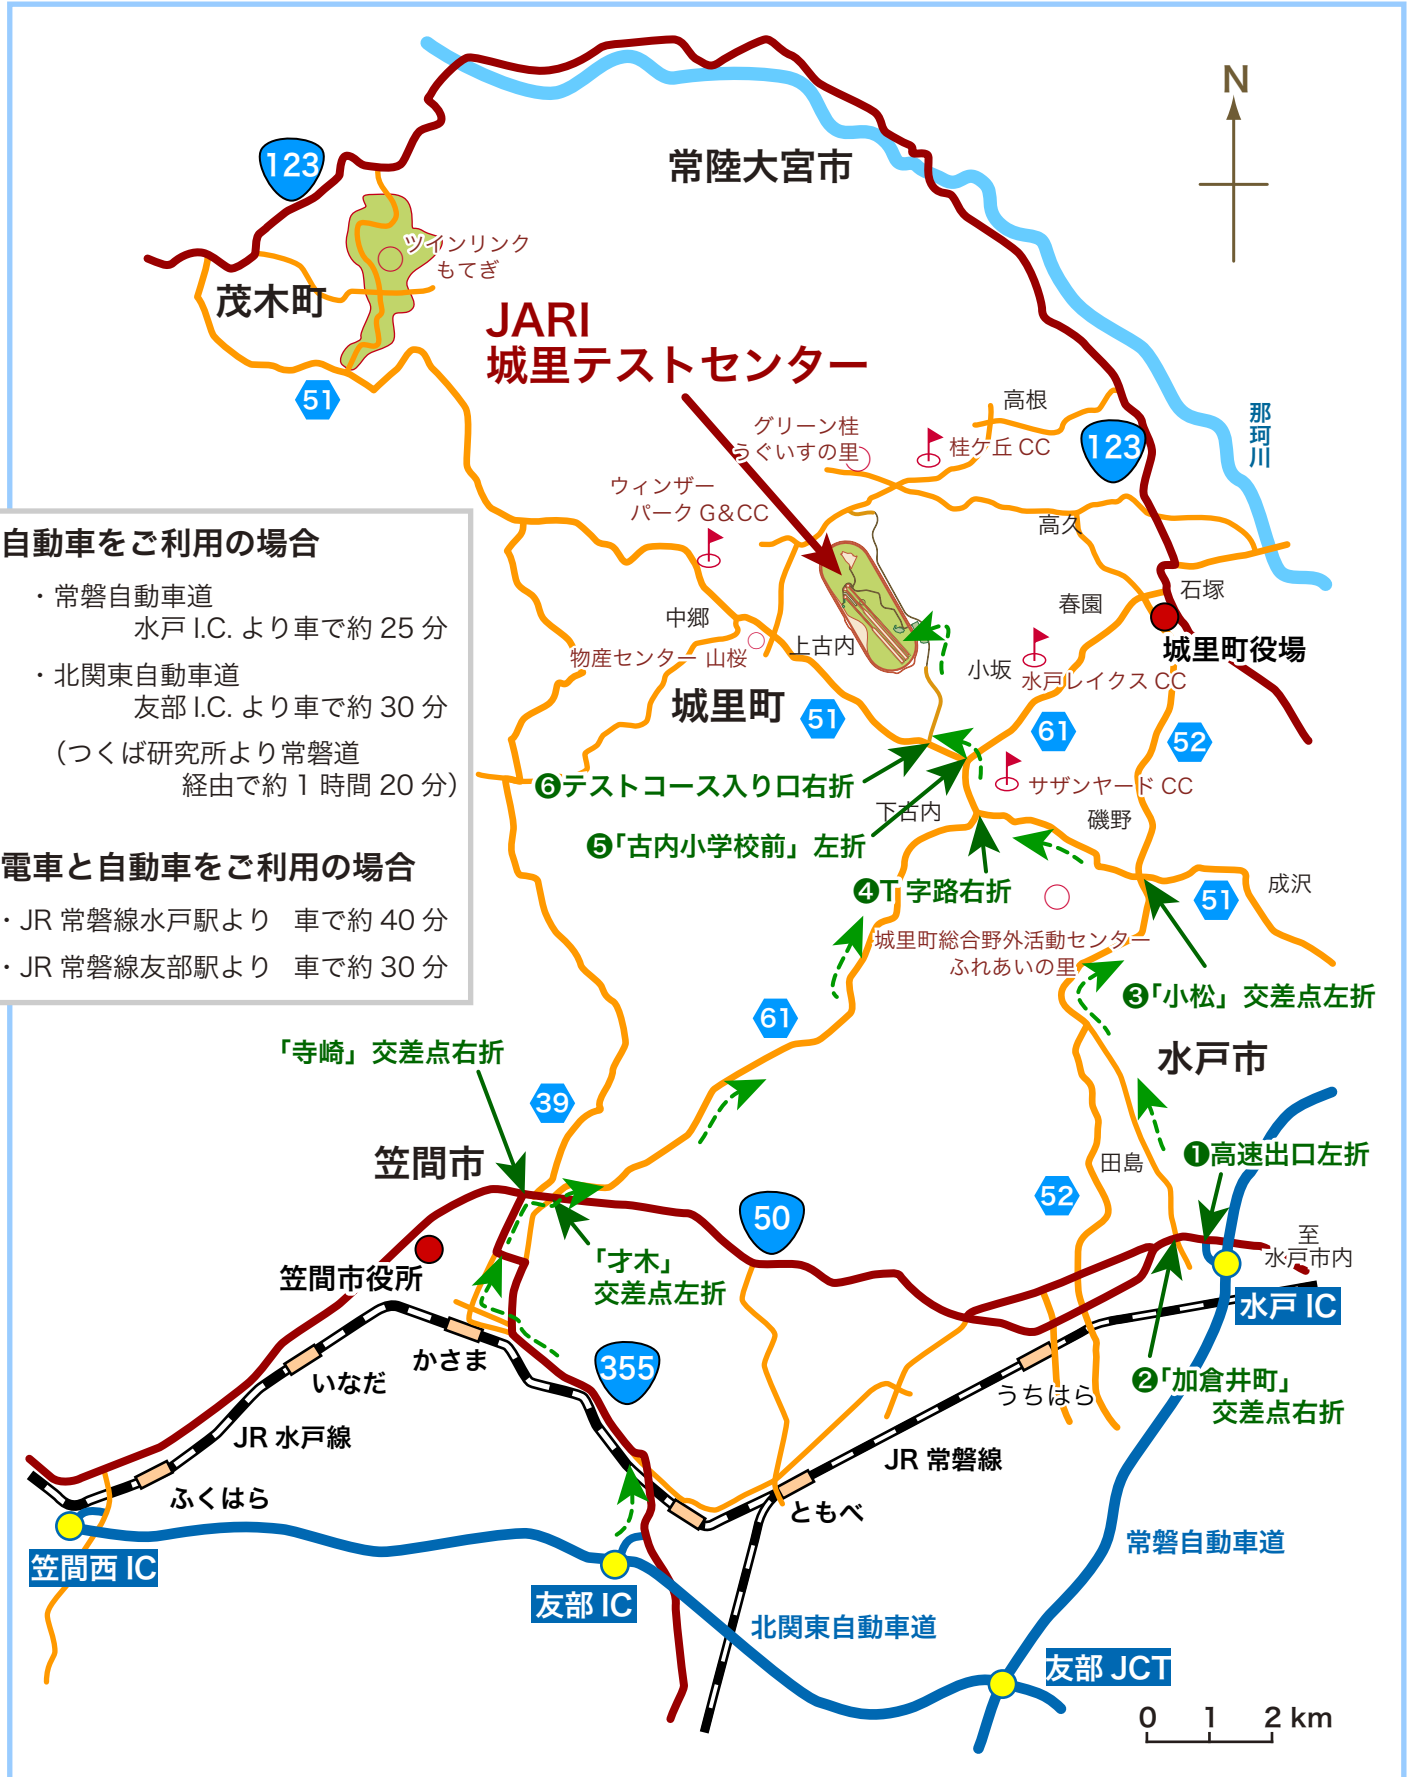 N
123
常陸大宮市
ツインリンク
もてぎ
茂木町
JARI
城里テストセンター
51
高根
グリーン桂
うぐいすの里
桂ケ丘 CC
123
那珂川
ウィンザー
パーク G&CC
高久
自動車をご利用の場合
・常磐自動車道
水戸 I.C. より車で約 25 分
・北関東自動車道
友部 I.C. より車で約 30 分
(つくば研究所より常磐道
経由で約 1 時間 20 分)
電車と自動車をご利用の場合
・JR 常磐線水戸駅より 車で約 40 分
・JR 常磐線友部駅より 車で約 30 分
石塚
春園
中郷
上古内
城里町役場
物産センター 山桜
小坂
水戸レイクス CC
城里町
51
61
52
❻テストコース入り口右折
サザンヤード CC
下古内
磯野
❺「古内小学校前」左折
❹T 字路右折
成沢
51
城里町総合野外活動センター
ふれあいの里
❸「小松」交差点左折
61
「寺崎」交差点右折
水戸市
39
笠間市
田島
❶高速出口左折
52
50
至
水戸市内
笠間市役所
「才木」
交差点左折
水戸 IC
かさま
355
いなだ
うちはら
❷「加倉井町」
交差点右折
JR 水戸線
JR 常磐線
ふくはら
ともべ
常磐自動車道
笠間西 IC
友部 IC
北関東自動車道
友部 JCT
0 1 2 km